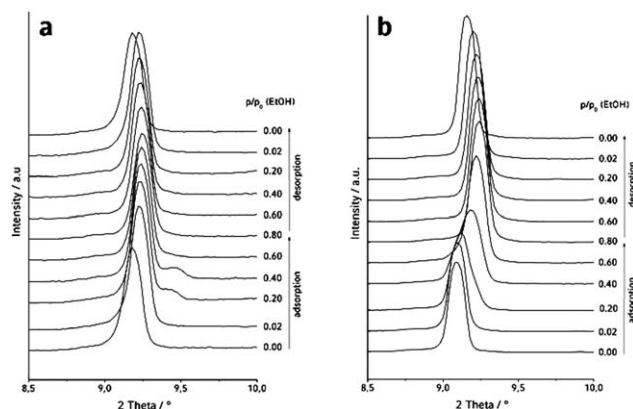 a
p/p₀ (EtOH)
0.00
0.02
0.20
0.40
0.60
0.80
0.60
0.40
0.20
0.02
0.00
desorption
adsorption
Intensity / a.u
8,5
9,0
9,5
10,0
2 Theta / °
b
p/p₀ (EtOH)
0.00
0.02
0.20
0.40
0.60
0.80
0.60
0.40
0.20
0.02
0.00
desorption
adsorption
Intensity / a.u.
8,5
9,0
9,5
10,0
2 Theta / °